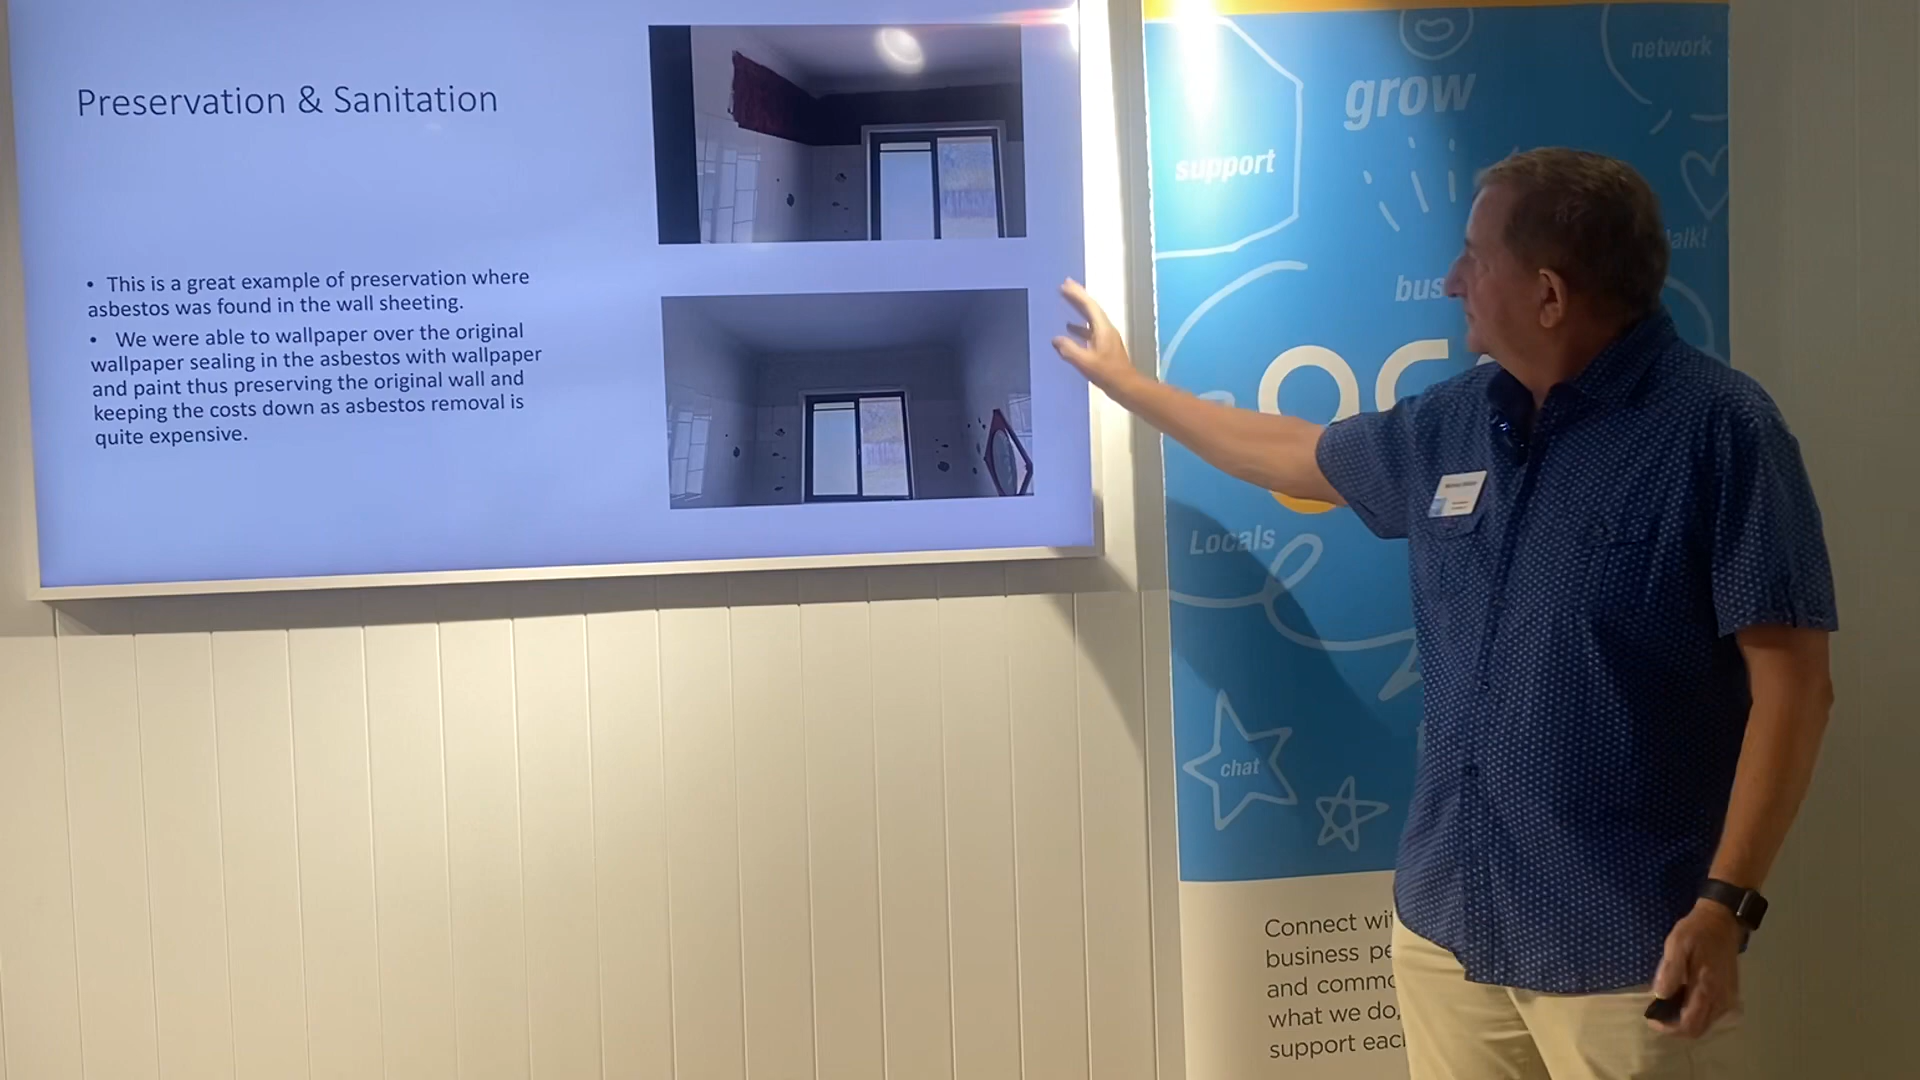 Preservation & Sanitation
• This is a great example of preservation where
asbestos was found in the wall sheeting.
• We were able to wallpaper over the original
wallpaper sealing in the asbestos with wallpaper
and paint thus preserving the original wall and
keeping the costs down as asbestos removal is
quite expensive.
network
grow
support
alk!
bus
Locals
chat
Connect wi
business pe
and comm
what we do,
support eac